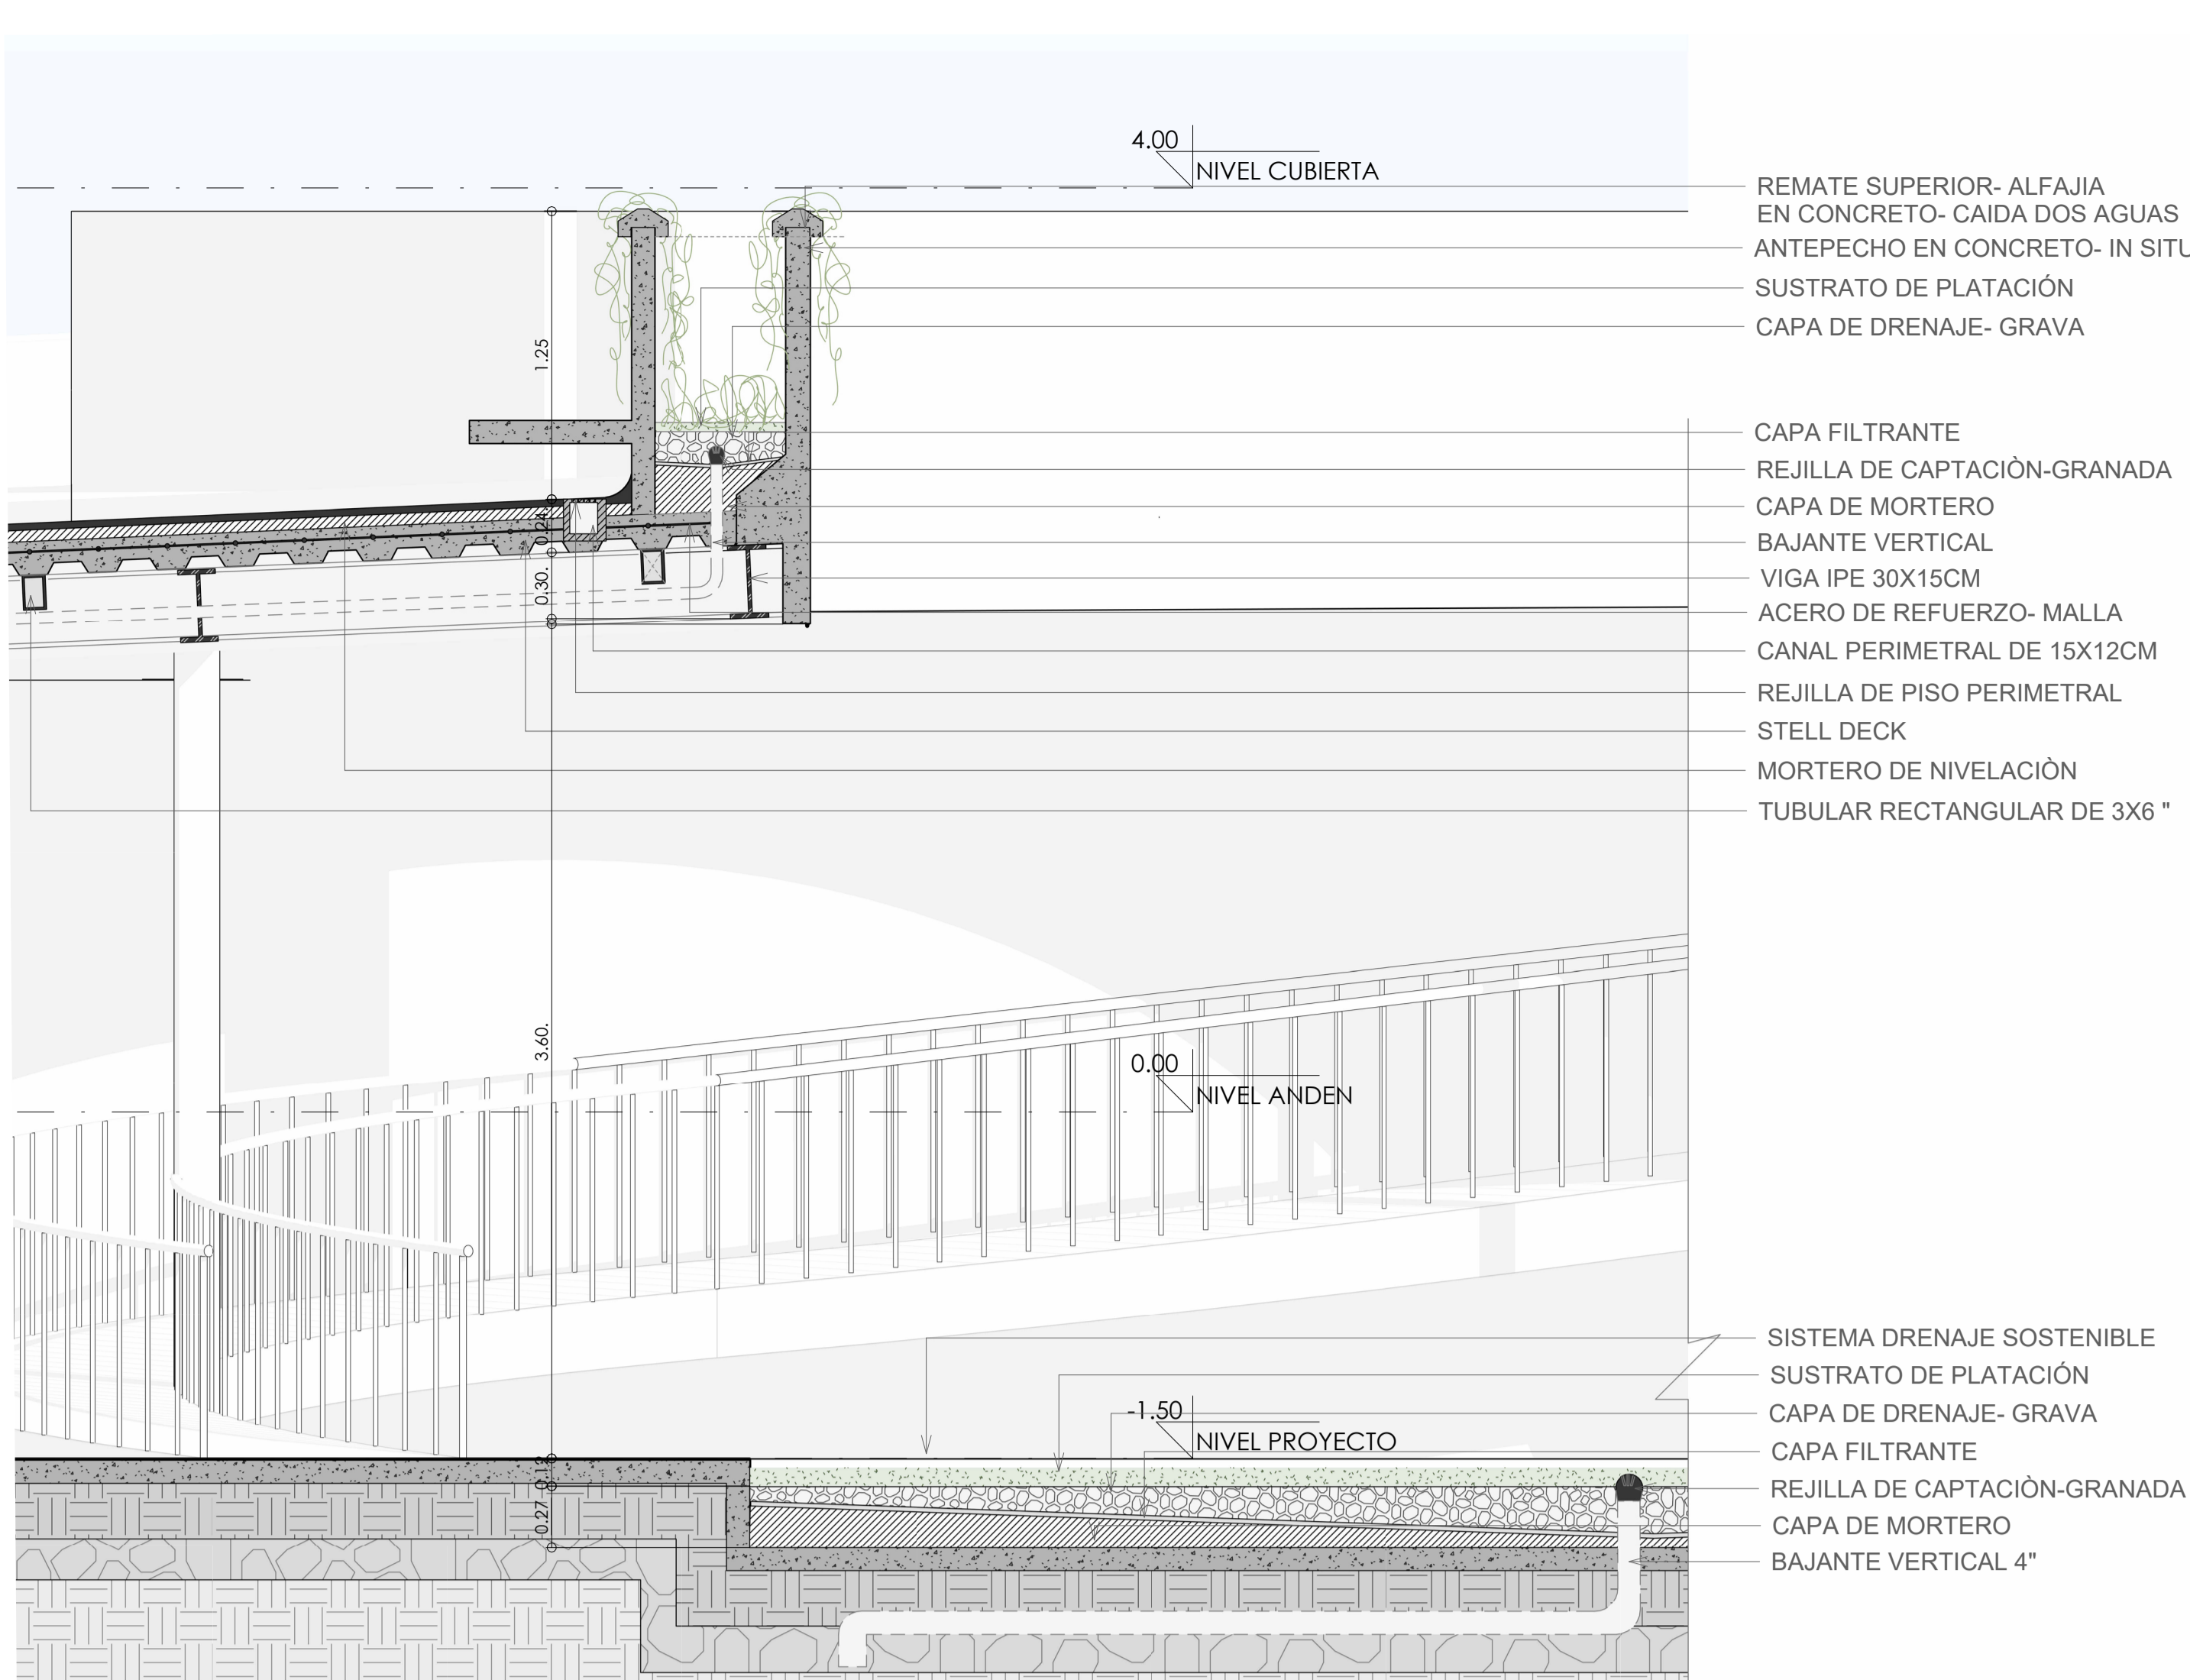 4.00
NIVEL CUBIERTA
REMATE SUPERIOR- ALFAJIA
EN CONCRETO- CAIDA DOS AGUAS
ANTEPECHO EN CONCRETO- IN SITU
SUSTRATO DE PLATACIÓN
CAPA DE DRENAJE- GRAVA
1.25
CAPA FILTRANTE
REJILLA DE CAPTACIÒN-GRANADA
CAPA DE MORTERO
0.24.
BAJANTE VERTICAL
VIGA IPE 30X15CM
0.30.
ACERO DE REFUERZO- MALLA
CANAL PERIMETRAL DE 15X12CM
REJILLA DE PISO PERIMETRAL
STELL DECK
MORTERO DE NIVELACIÒN
TUBULAR RECTANGULAR DE 3X6 "
3.60.
0.00
NIVEL ANDEN
SISTEMA DRENAJE SOSTENIBLE
SUSTRATO DE PLATACIÓN
-1.50
CAPA DE DRENAJE- GRAVA
NIVEL PROYECTO
CAPA FILTRANTE
0.12
REJILLA DE CAPTACIÒN-GRANADA
0.27
CAPA DE MORTERO
BAJANTE VERTICAL 4"